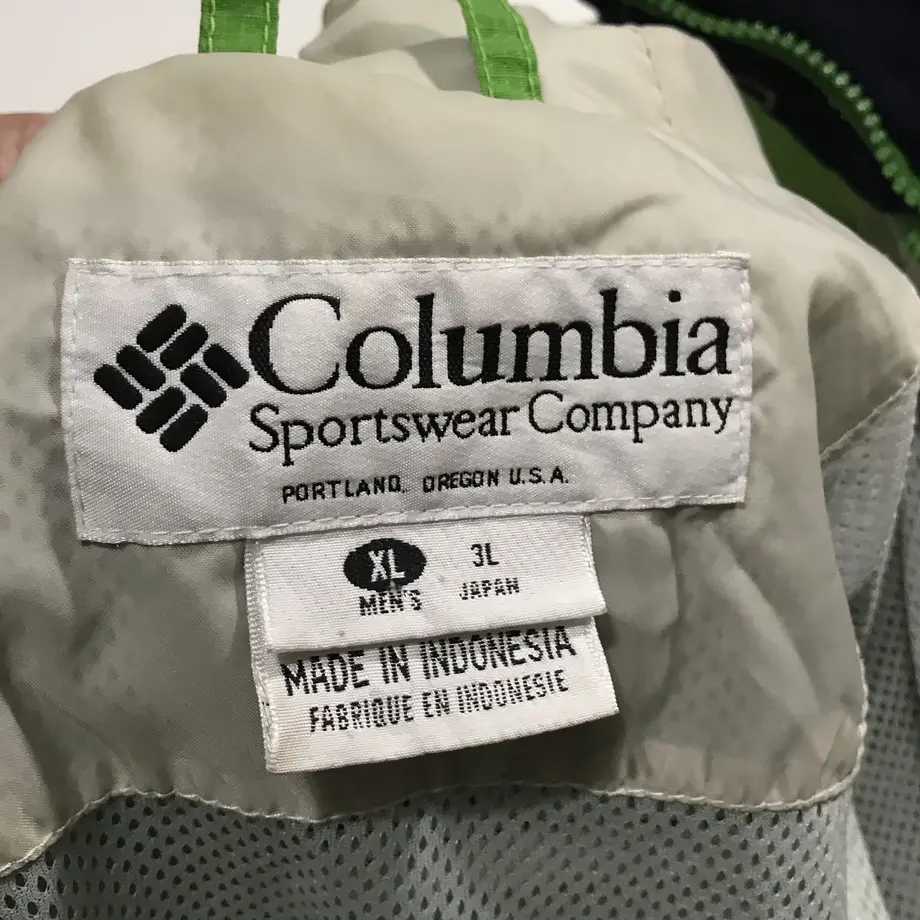 Columbia
Sportswear Company
PORTLAND, OREGON U.S.A.
XL 3L
MEN'S JAPAN
MADE IN INDONESIA
FABRIQUE EN INDONESIE